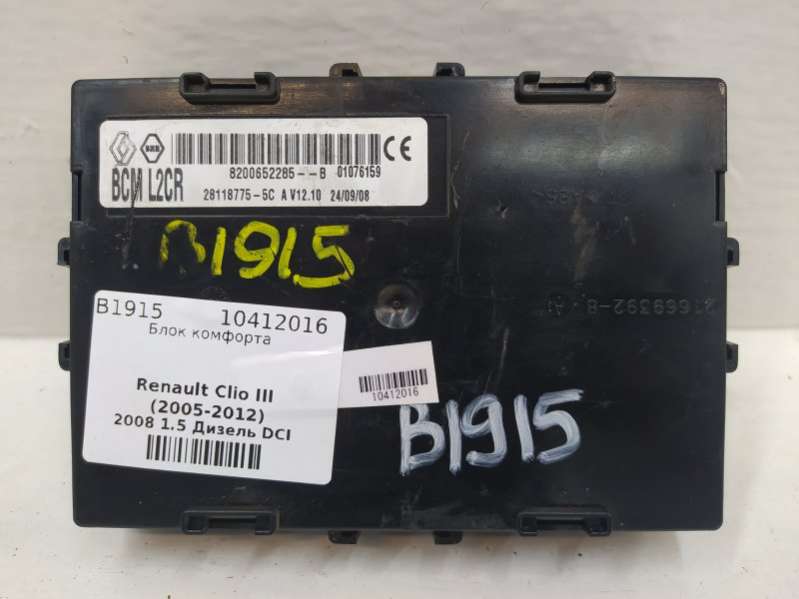 8200652285--B 01076159
BCM L2CR
28118775-5C A V12.10 24/09/08
CE
B1915
B1915 10412016
Блок комфорта
Renault Clio III
(2005-2012)
2008 1.5 Дизель DCI
10412016
B1915